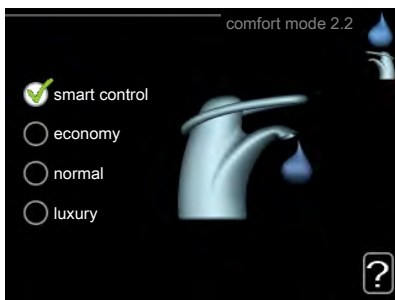 comfort mode 2.2
smart control
economy
normal
luxury
?